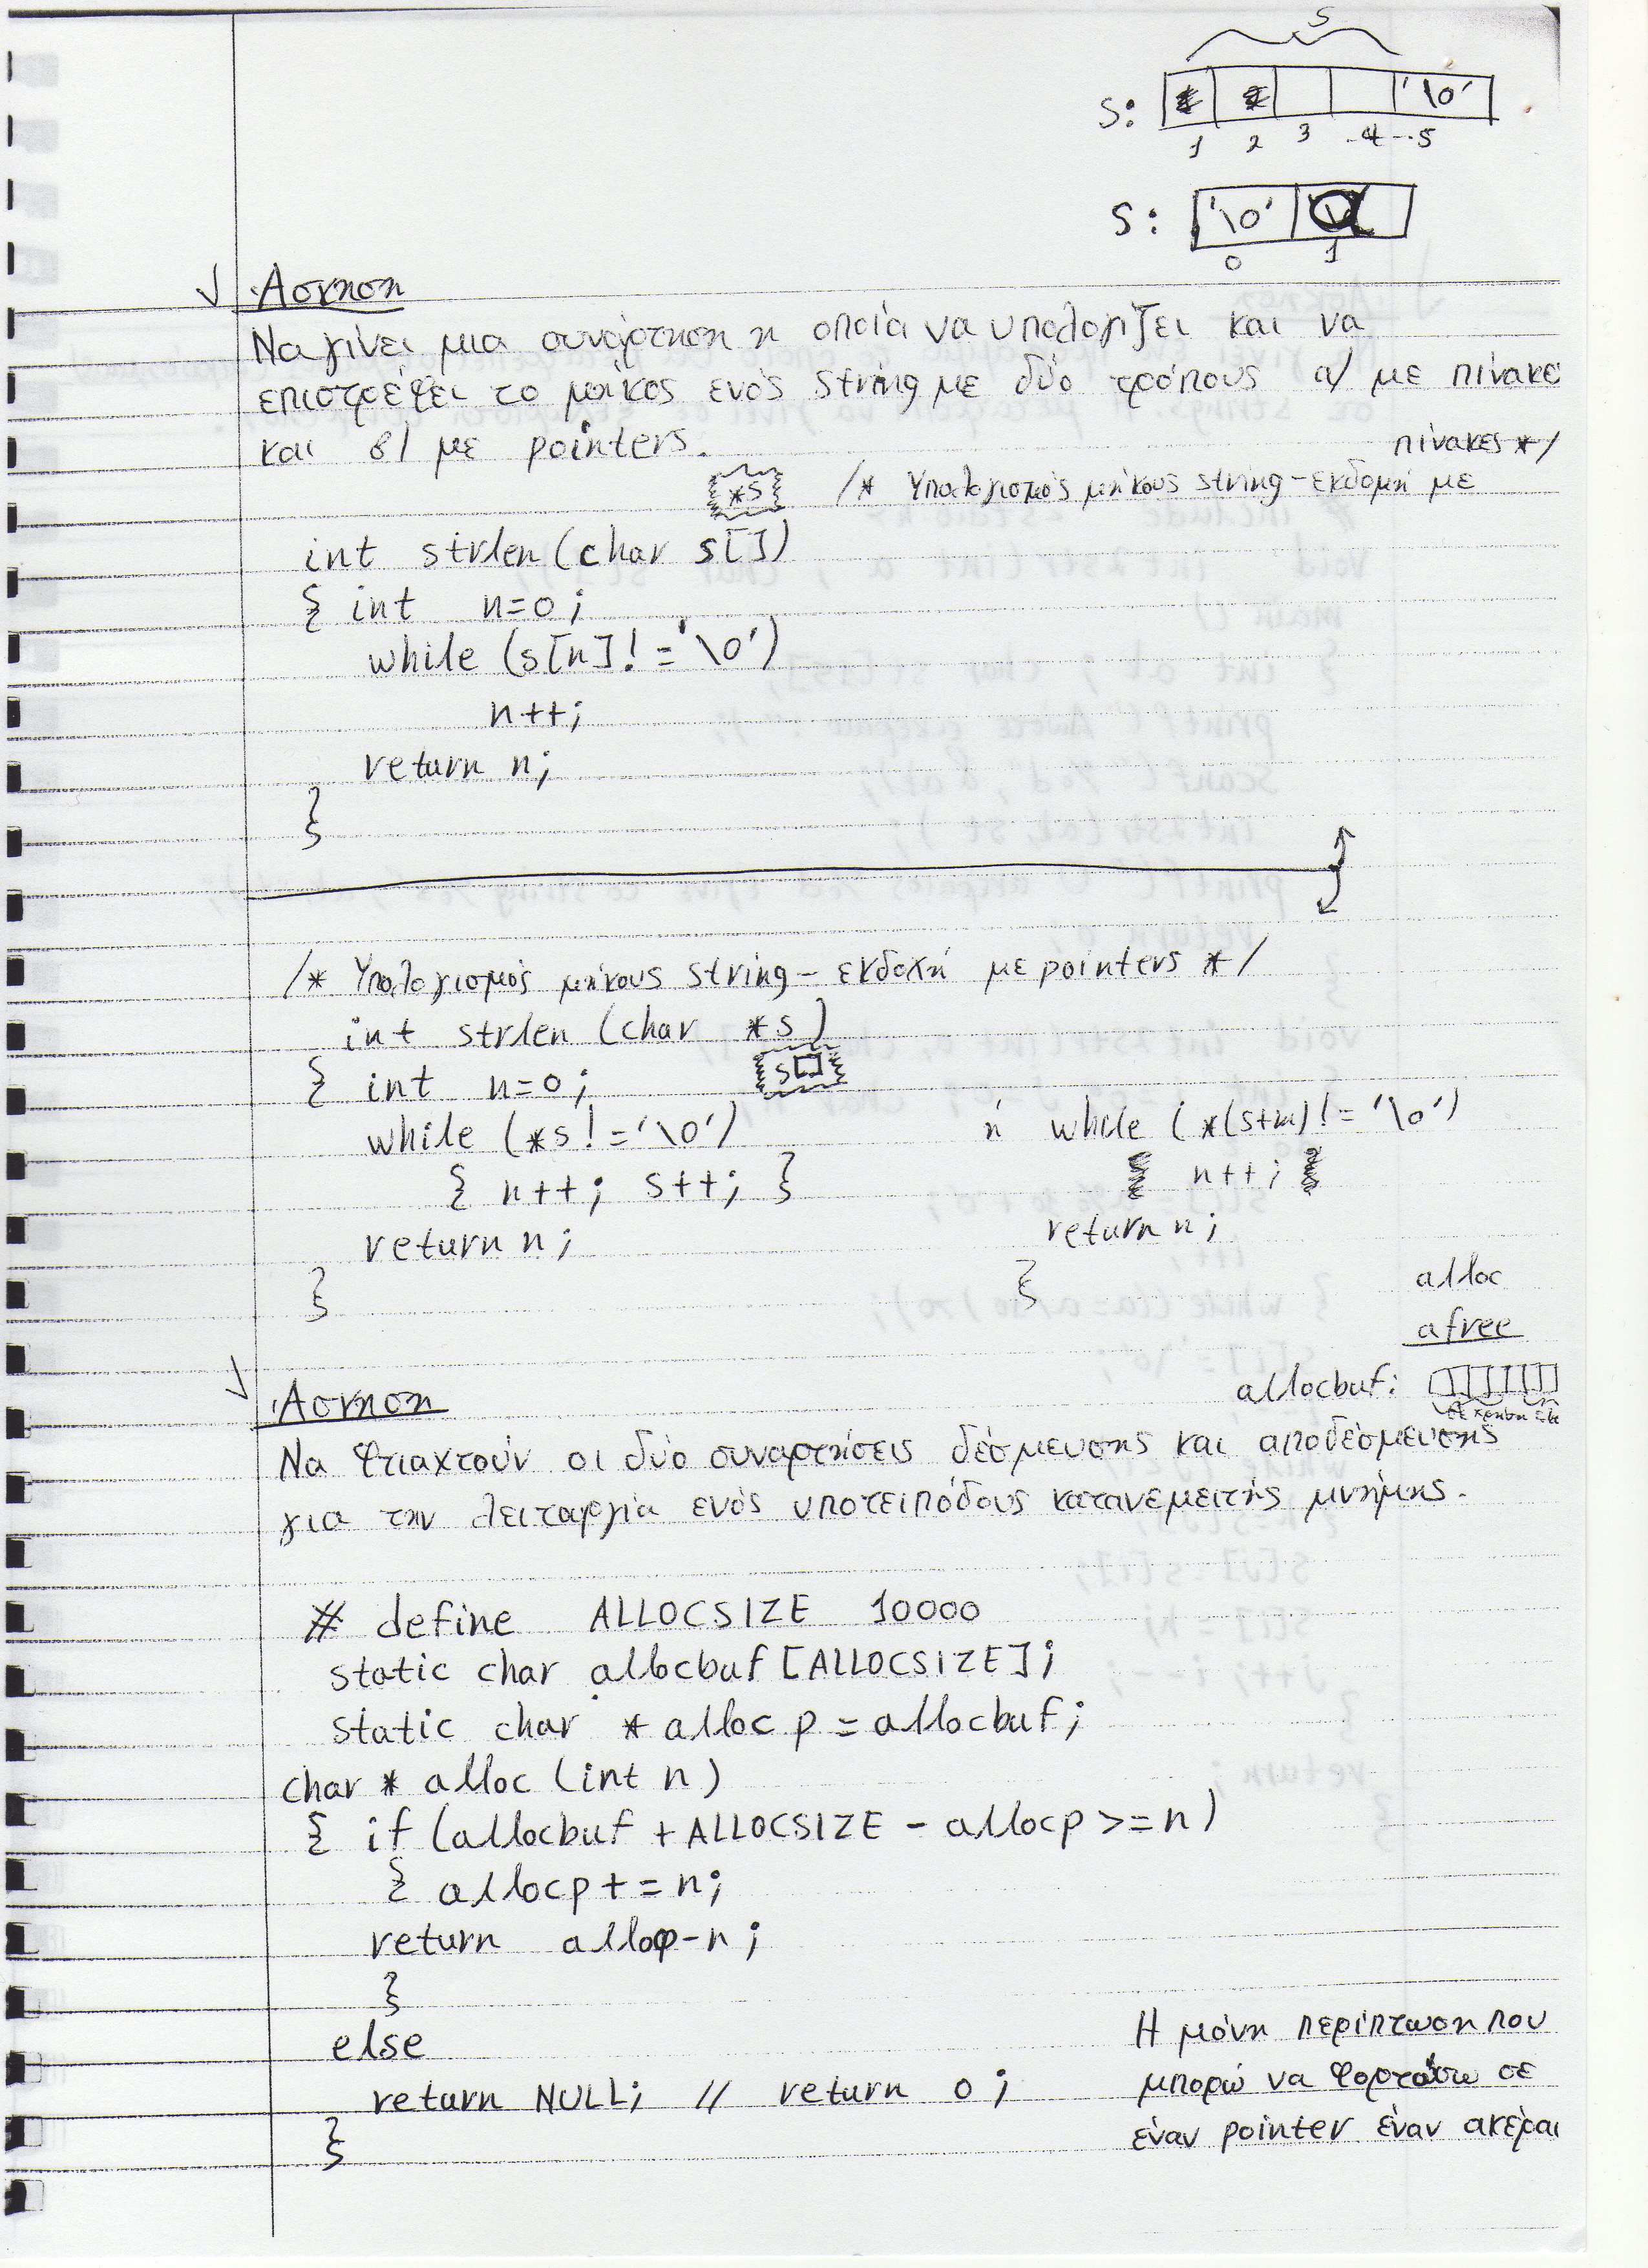 S
S: '\0'
1 2 3 4 5
S: '\0'
0 1
Άσκηση
Να γίνει μια συνάρτηση η οποία να υπολογίζει και να
επιστρέφει το μήκος ενός string με δύο τρόπους α/ με πίνακε
και β/ με pointers.
πίνακες */
*s /* Υπολογισμός μήκους string - εκδοχή με
int strlen (char s[])
{ int n=0;
while (s[n]!='\0')
n++;
return n;
}
/* Υπολογισμός μήκους string - εκδοχή με pointers */
int strlen (char *s)
s[]
{ int n=0;
while (*s!='\0') ή while (*(s+n)!='\0')
{ n++; s++; } n++;
return n; return n;
} }
alloc
afree
allocbuf:
Άσκηση
Να φτιαχτούν οι δύο συναρτήσεις δέσμευσης και αποδέσμευσης
για την λειτουργία ενός υποτειπόδους κατανεμειτής μνήμης.
# define ALLOCSIZE 10000
static char allocbuf [ALLOCSIZE];
static char * allocp = allocbuf;
char * alloc (int n)
{ if (allocbuf + ALLOCSIZE - allocp >= n)
{ allocp += n;
return allocp-n;
}
else
return NULL; // return 0;
}
Η μόνη περίπτωση που
μπορώ να φορτώσω σε
έναν pointer έναν ακέραι